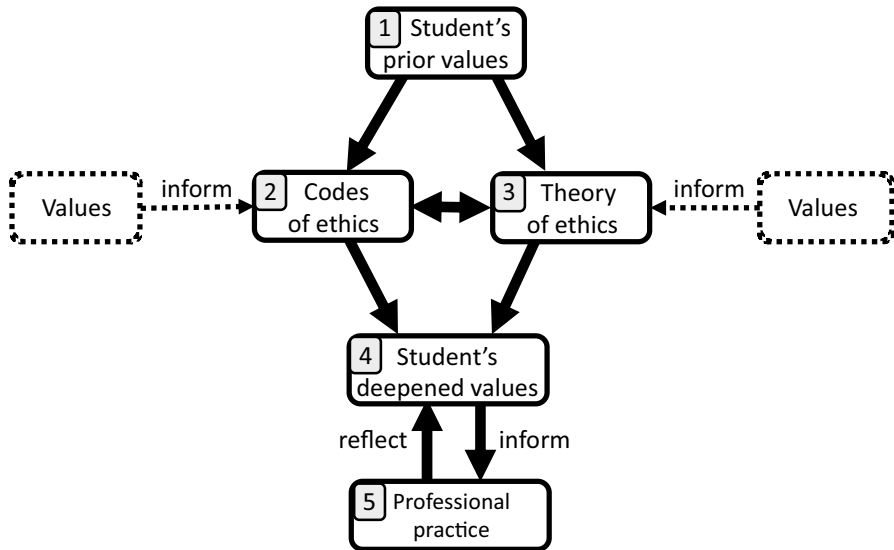 1 Student's
prior values
Values
inform
2 Codes
of ethics
3 Theory
of ethics
inform
Values
4 Student's
deepened values
reflect
inform
5 Professional
practice